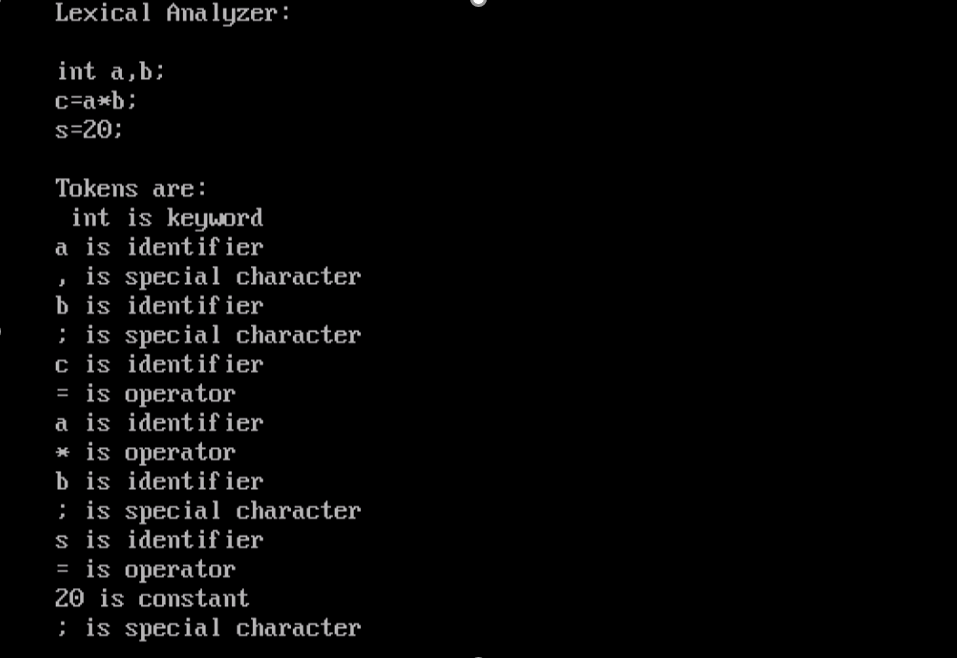 Lexical Analyzer:
int a,b;
c=a*b;
s=20;
Tokens are:
int is keyword
a is identifier
, is special character
b is identifier
; is special character
c is identifier
= is operator
a is identifier
* is operator
b is identifier
; is special character
s is identifier
= is operator
20 is constant
; is special character